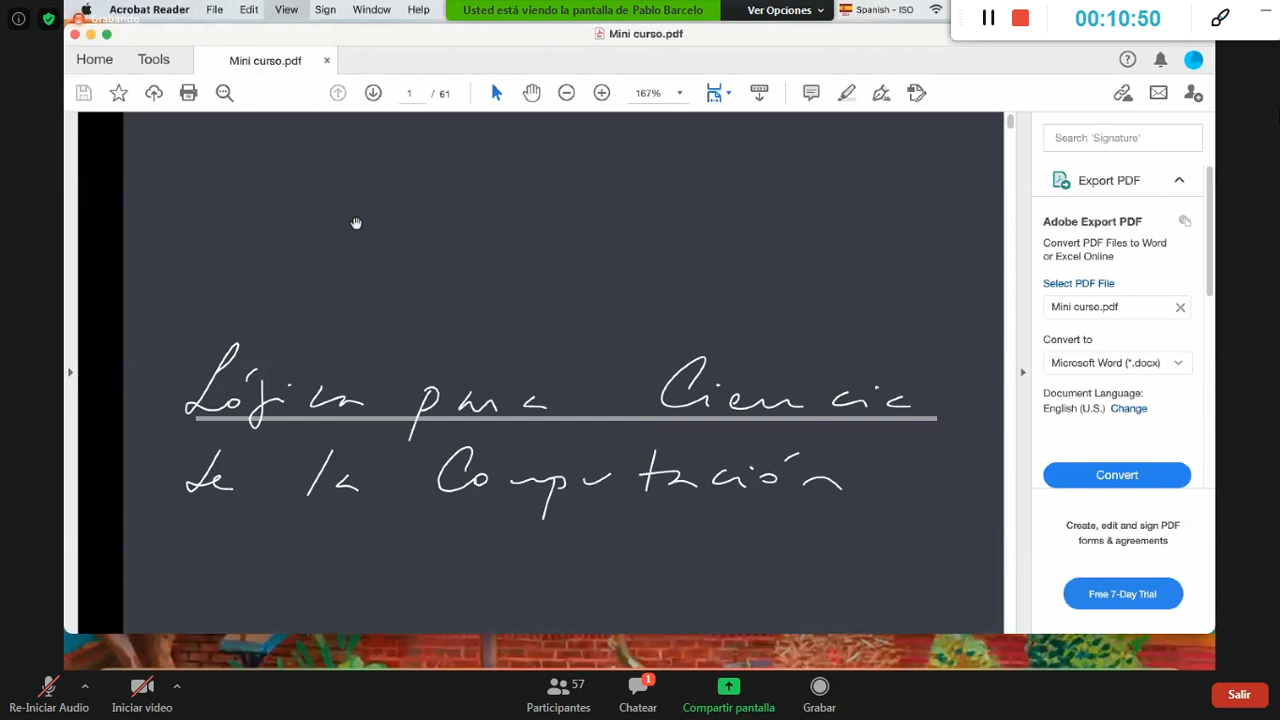 Acrobat Reader File Edit View Sign Window Help
Usted está viendo la pantalla de Pablo Barcelo
Ver Opciones
Spanish - ISO
00:10:50
Grabando
Mini curso.pdf
Home Tools Mini curso.pdf
1 / 61
167%
Search 'Signature'
Export PDF
Adobe Export PDF
Convert PDF Files to Word
or Excel Online
Select PDF File
Mini curso.pdf
Convert to
Microsoft Word (*.docx)
Document Language:
English (U.S.) Change
Convert
Create, edit and sign PDF
forms & agreements
Free 7-Day Trial
Lógica para Ciencia
de la Computación
Re-Iniciar Audio
Iniciar video
57
Participantes
1
Chatear
Compartir pantalla
Grabar
Salir